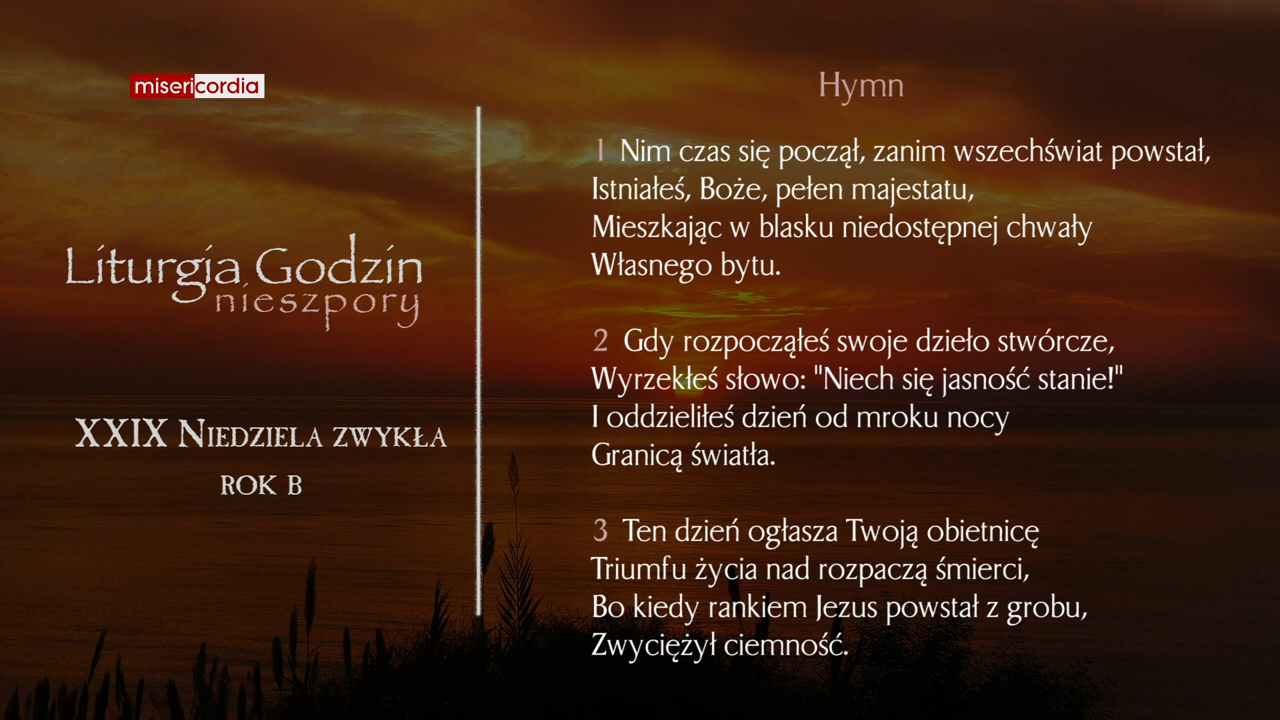 misericordia
Liturgia Godzin
nieszpory
XXIX Niedziela zwykła
rok B
Hymn
1 Nim czas się począł, zanim wszechświat powstał,
Istniałeś, Boże, pełen majestatu,
Mieszkając w blasku niedostępnej chwały
Własnego bytu.
2 Gdy rozpocząłeś swoje dzieło stwórcze,
Wyrzekłeś słowo: "Niech się jasność stanie!"
I oddzieliłeś dzień od mroku nocy
Granicą światła.
3 Ten dzień ogłasza Twoją obietnicę
Triumfu życia nad rozpaczą śmierci,
Bo kiedy rankiem Jezus powstał z grobu,
Zwyciężył ciemność.